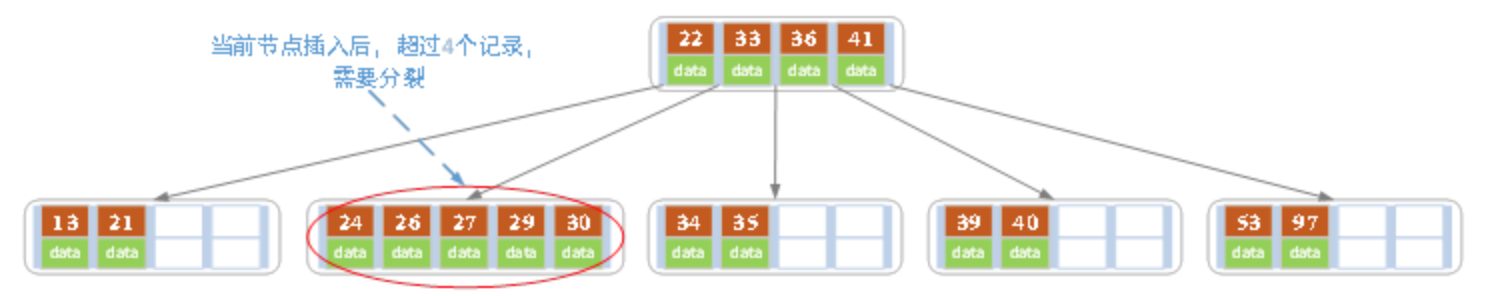 当前节点插入后，超过4个记录，
需要分裂
22 33 36 41
data data data data
13 21
data data
24 26 27 29 30
data data data data data
34 35
data data
39 40
data data
53 97
data data